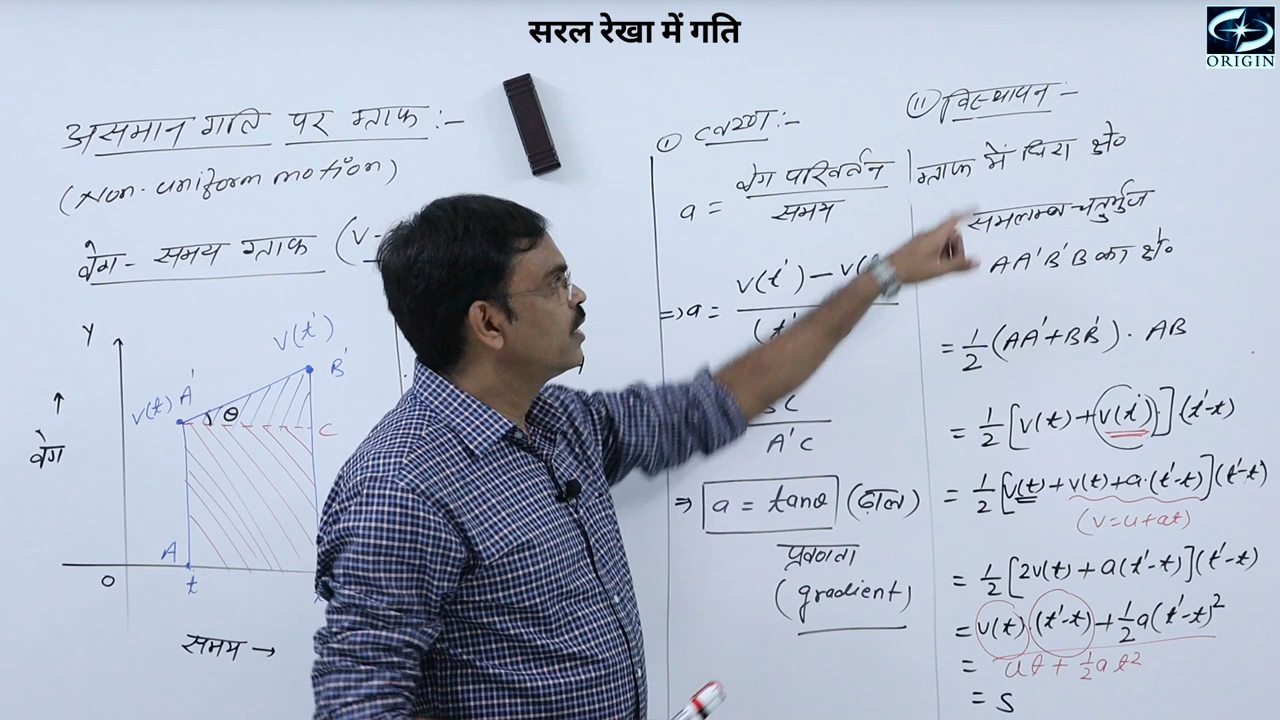 सरल रेखा में गति
ORIGIN
असमान गति पर ग्राफ :-
(Non-uniform motion)
वेग - समय ग्राफ (v-
Y
v(t')
B'
A'
v(t)
θ
C
वेग
A
O
t
समय →
① त्वरण :-
a = वेग परिवर्तन
समय
⇒ a = v(t') - v(
(t'
A'C
⇒ a = tanθ (ढाल)
प्रवणता
(gradient)
② विस्थापन :-
ग्राफ में घिरा क्षे०
समलम्ब चतुर्भुज
AA'B'B का क्षे०
= 1/2 (AA' + BB') . AB
= 1/2 [v(t) + v(t')] (t'-t)
= 1/2 [v(t) + v(t) + a.(t'-t)] (t'-t)
(v=u+at)
= 1/2 [2v(t) + a(t'-t)] (t'-t)
= v(t) (t'-t) + 1/2 a(t'-t)²
= ut + 1/2 at²
= S